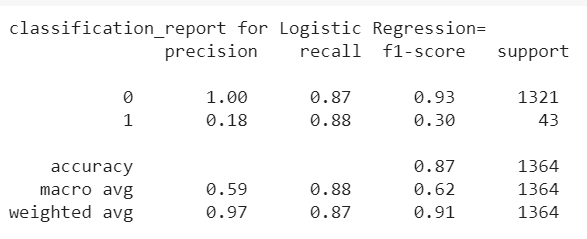 classification_report for Logistic Regression=
precision recall f1-score support
0 1.00 0.87 0.93 1321
1 0.18 0.88 0.30 43
accuracy 0.87 1364
macro avg 0.59 0.88 0.62 1364
weighted avg 0.97 0.87 0.91 1364